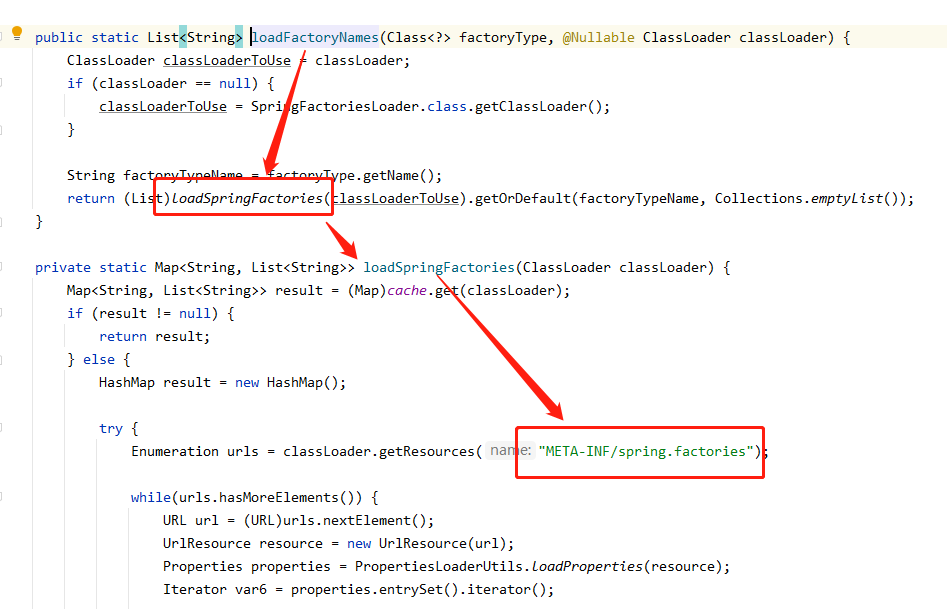 public static List<String> loadFactoryNames(Class<?> factoryType, @Nullable ClassLoader classLoader) {
    ClassLoader classLoaderToUse = classLoader;
    if (classLoader == null) {
        classLoaderToUse = SpringFactoriesLoader.class.getClassLoader();
    }
    String factoryTypeName = factoryType.getName();
    return (List)loadSpringFactories(classLoaderToUse).getOrDefault(factoryTypeName, Collections.emptyList());
}
private static Map<String, List<String>> loadSpringFactories(ClassLoader classLoader) {
    Map<String, List<String>> result = (Map)cache.get(classLoader);
    if (result != null) {
        return result;
    } else {
        HashMap result = new HashMap();
        try {
            Enumeration urls = classLoader.getResources( name: "META-INF/spring.factories");
            while(urls.hasMoreElements()) {
                URL url = (URL)urls.nextElement();
                UrlResource resource = new UrlResource(url);
                Properties properties = PropertiesLoaderUtils.loadProperties(resource);
                Iterator var6 = properties.entrySet().iterator();